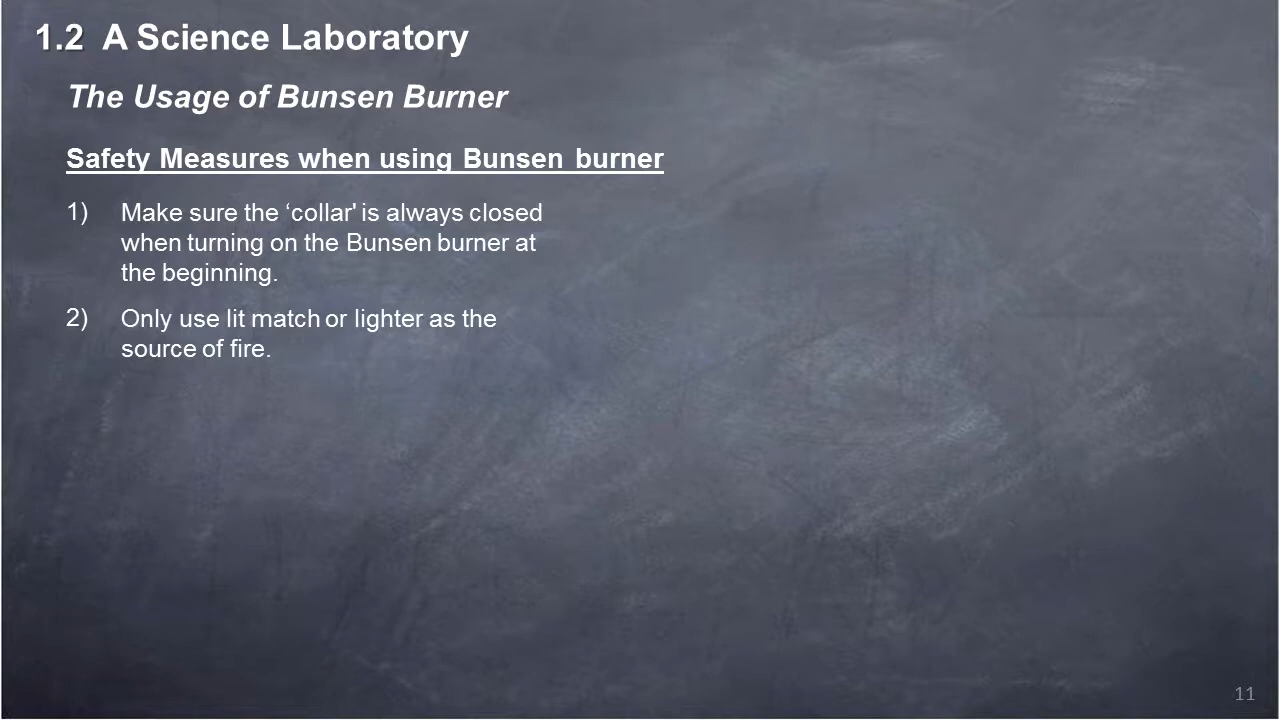 1.2 A Science Laboratory
The Usage of Bunsen Burner
Safety Measures when using Bunsen burner
1) Make sure the ‘collar' is always closed
when turning on the Bunsen burner at
the beginning.
2) Only use lit match or lighter as the
source of fire.
11